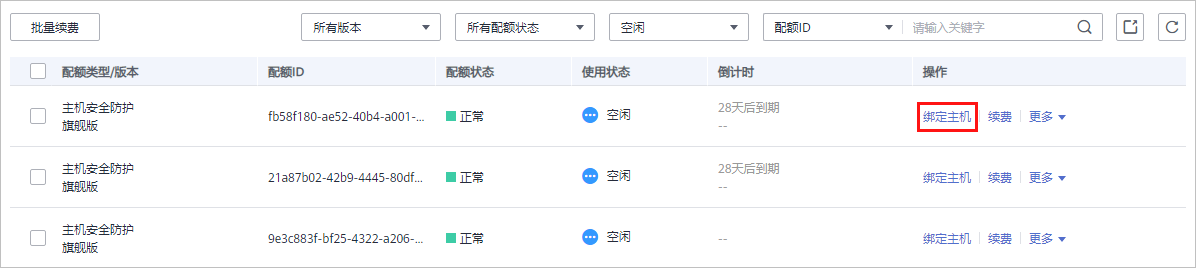 批量续费 所有版本 所有配额状态 空闲 配额ID 请输入关键字
配额类型/版本 配额ID 配额状态 使用状态 倒计时 操作
主机安全防护
旗舰版 fb58f180-ae52-40b4-a001-... 正常 空闲 28天后到期
-- 绑定主机 续费 更多
主机安全防护
旗舰版 21a87b02-42b9-4445-80df... 正常 空闲 28天后到期
-- 绑定主机 续费 更多
主机安全防护
旗舰版 9e3c883f-bf25-4322-a206-... 正常 空闲 -- 绑定主机 续费 更多